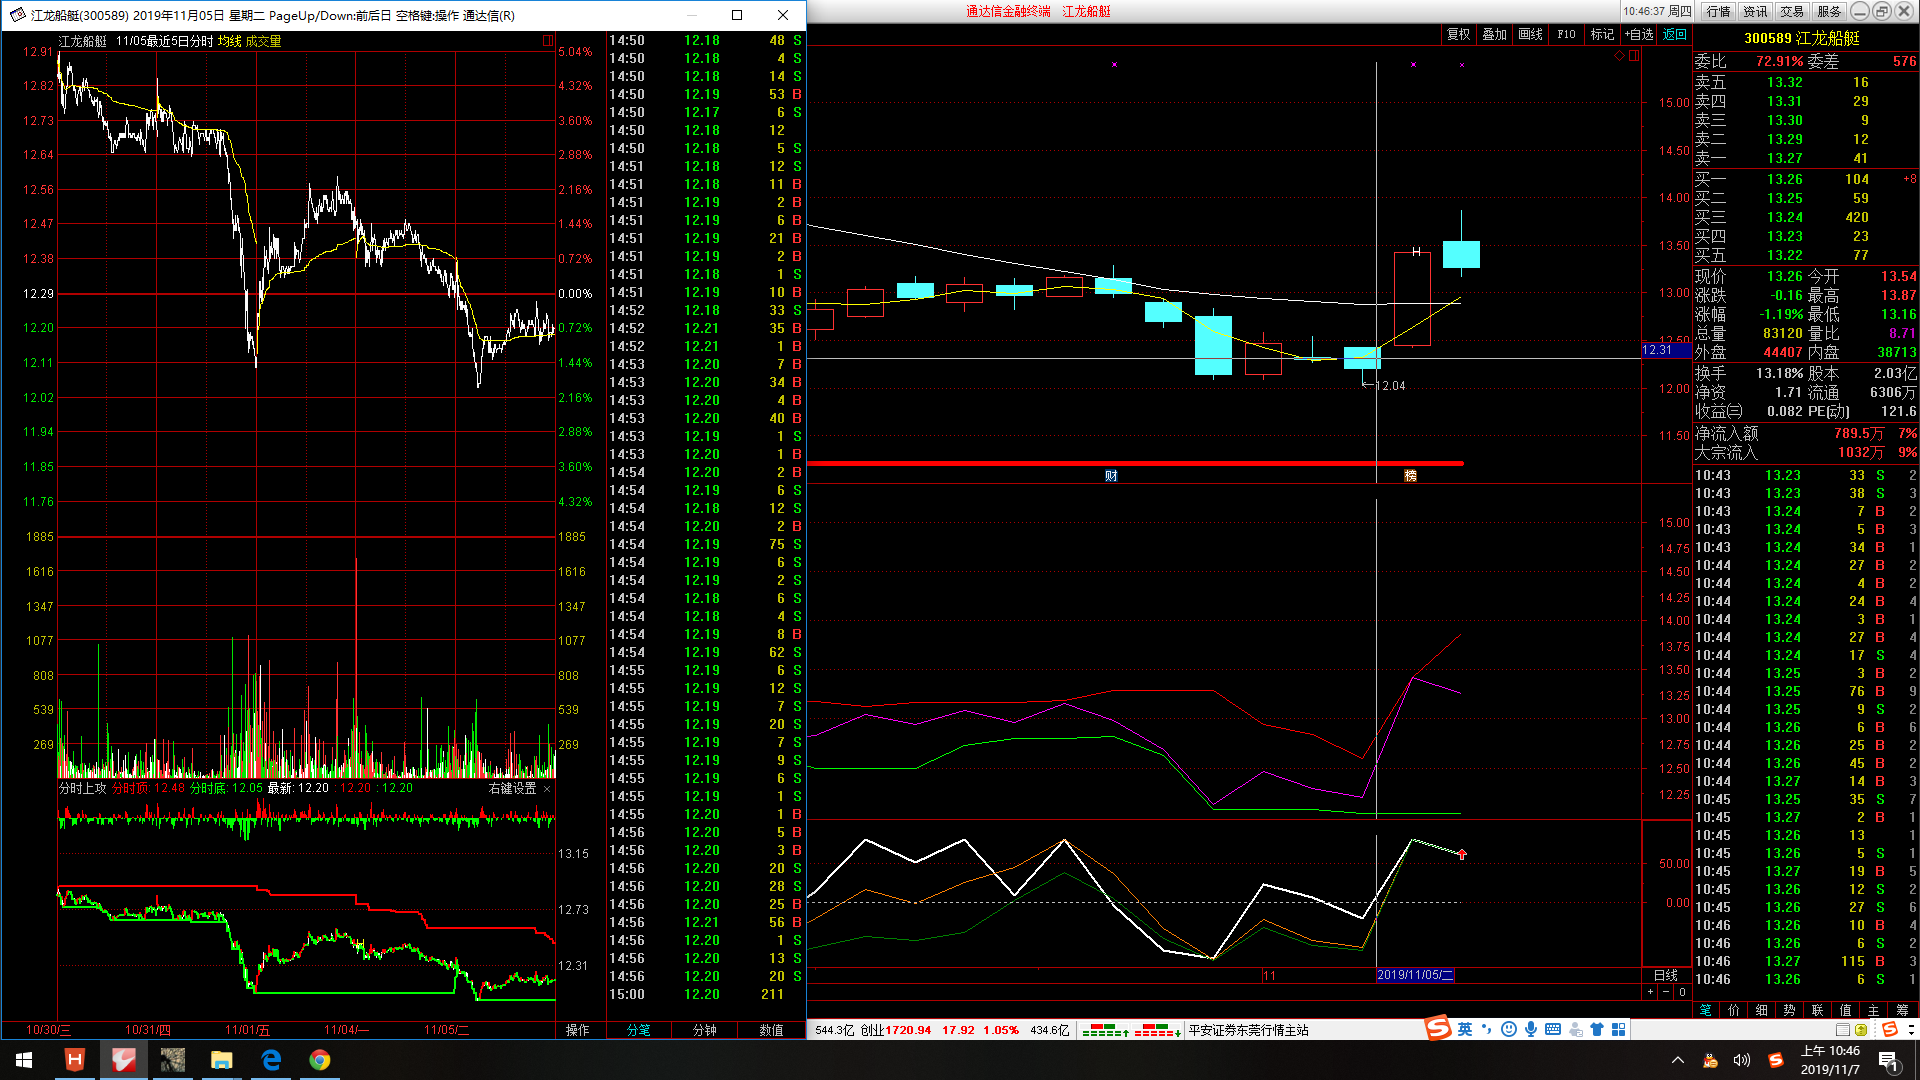 江龙船艇(300589) 2019年11月05日 星期二 PageUp/Down:前后日 空格键:操作 通达信(R)
通达信金融终端 江龙船艇
10:46:37 周四 行情 资讯 交易 服务
江龙船艇 11/05最近5日分时 均线 成交量
复权 叠加 画线 F10 标记 +自选 返回
300589 江龙船艇
12.91 5.04%
12.82 4.32%
12.73 3.60%
12.64 2.88%
12.56 2.16%
12.47 1.44%
12.38 0.72%
12.29 0.00%
12.20 0.72%
12.11 1.44%
12.02 2.16%
11.94 2.88%
11.85 3.60%
11.76 4.32%
1885 1885
1616 1616
1347 1347
1077 1077
808 808
539 539
269 269
分时上攻 分时顶: 12.48 分时底: 12.05 最新: 12.20 : 12.20 : 12.20 右键设置 ×
13.15
12.73
12.31
10/30/三 10/31/四 11/01/五 11/04/一 11/05/二 操作
14:50 12.18 48 S
14:50 12.18 4 S
14:50 12.18 14 S
14:50 12.19 53 B
14:50 12.17 6 S
14:50 12.18 12
14:50 12.18 5 S
14:51 12.18 12 S
14:51 12.18 11 B
14:51 12.19 2 B
14:51 12.19 6 B
14:51 12.19 21 B
14:51 12.19 2 B
14:51 12.18 1 S
14:51 12.19 10 B
14:52 12.18 33 S
14:52 12.21 35 B
14:52 12.21 1 B
14:53 12.20 7 B
14:53 12.20 34 B
14:53 12.20 4 B
14:53 12.20 40 B
14:53 12.19 1 S
14:53 12.20 1 B
14:54 12.20 2 B
14:54 12.19 6 S
14:54 12.18 12 S
14:54 12.20 2 B
14:54 12.19 75 S
14:54 12.19 6 S
14:54 12.19 2 S
14:54 12.18 6 S
14:54 12.18 4 S
14:54 12.19 8 B
14:54 12.19 62 S
14:55 12.19 6 S
14:55 12.19 12 S
14:55 12.19 7 S
14:55 12.19 20 S
14:55 12.19 7 S
14:55 12.19 9 S
14:55 12.19 6 S
14:55 12.19 1 S
14:55 12.20 1 B
14:56 12.20 5 B
14:56 12.20 3 B
14:56 12.20 20 S
14:56 12.20 28 S
14:56 12.20 25 B
14:56 12.21 56 B
14:56 12.20 1 S
14:56 12.20 13 S
14:56 12.20 20 S
15:00 12.20 211
分笔 分钟 数值
15.00
14.50
14.00
13.50
13.00
12.50
12.31
12.00
11.50
12.04
财 榜
15.00
14.75
14.50
14.25
14.00
13.75
13.50
13.25
13.00
12.75
12.50
12.25
50.00
0.00
11 2019/11/05/二 日线
+ - 0
委比 72.91% 委差 576
卖五 13.32 16
卖四 13.31 29
卖三 13.30 9
卖二 13.29 12
卖一 13.27 41
买一 13.26 104 +8
买二 13.25 59
买三 13.24 420
买四 13.23 23
买五 13.22 77
现价 13.26 今开 13.54
涨跌 -0.16 最高 13.87
涨幅 -1.19% 最低 13.16
总量 83120 量比 8.71
外盘 44407 内盘 38713
换手 13.18% 股本 2.03亿
净资 1.71 流通 6306万
收益㈢ 0.082 PE[动] 121.6
净流入额 789.5万 7%
大宗流入 1032万 9%
10:43 13.23 33 S 2
10:43 13.23 38 S 3
10:43 13.24 7 B 2
10:43 13.24 5 B 3
10:43 13.24 34 B 1
10:44 13.24 27 B 2
10:44 13.24 4 B 2
10:44 13.24 24 B 4
10:44 13.24 3 B 1
10:44 13.24 27 B 4
10:44 13.24 17 S 4
10:44 13.25 3 B 2
10:44 13.25 76 B 9
10:44 13.25 9 S 2
10:44 13.26 6 B 6
10:44 13.26 25 B 2
10:44 13.26 45 B 2
10:44 13.27 14 B 3
10:45 13.25 35 S 7
10:45 13.27 2 B 1
10:45 13.26 13 1
10:45 13.26 5 S 1
10:45 13.27 19 B 5
10:45 13.26 12 S 2
10:45 13.26 27 S 6
10:46 13.26 10 B 4
10:46 13.26 6 S 2
10:46 13.27 115 B 3
10:46 13.26 6 S 1
笔 价 细 势 联 值 主 筹
544.3亿 创业1720.94 17.92 1.05% 434.6亿 平安证券东莞行情主站
英
上午 10:46
2019/11/7
1